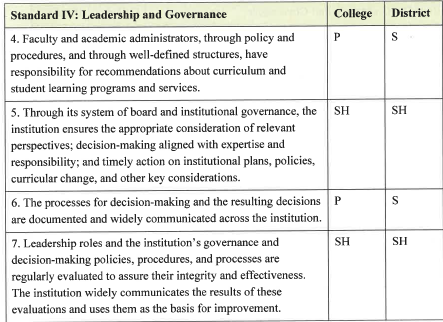 Standard IV: Leadership and Governance College District
4. Faculty and academic administrators, through policy and P S
procedures, and through well-defined structures, have
responsibility for recommendations about curriculum and
student learning programs and services.
5. Through its system of board and institutional governance, the SH SH
institution ensures the appropriate consideration of relevant
perspectives; decision-making aligned with expertise and
responsibility; and timely action on institutional plans, policies,
curricular change, and other key considerations.
6. The processes for decision-making and the resulting decisions P S
are documented and widely communicated across the institution.
7. Leadership roles and the institution's governance and SH SH
decision-making policies, procedures, and processes are
regularly evaluated to assure their integrity and effectiveness.
The institution widely communicates the results of these
evaluations and uses them as the basis for improvement.